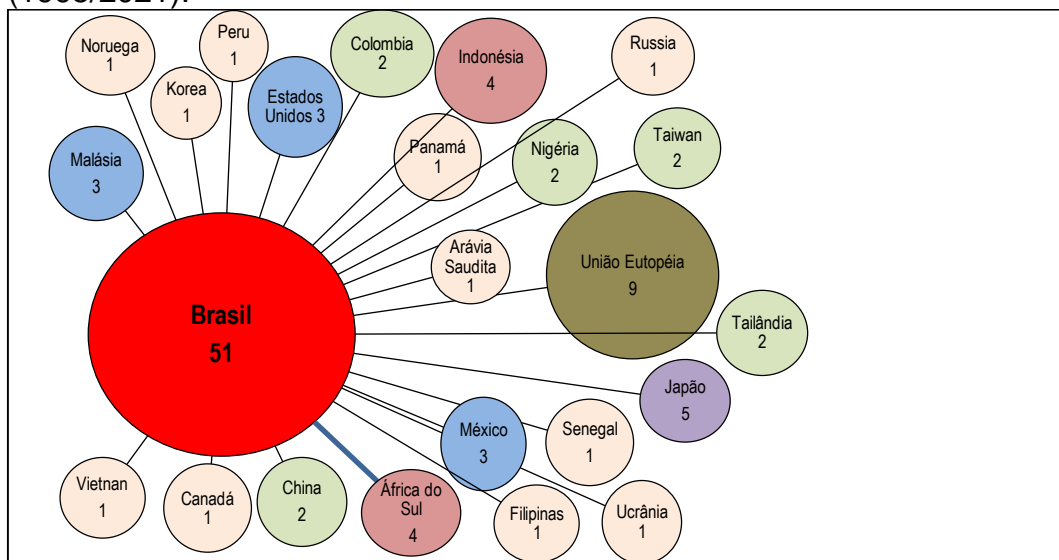 Noruega
1
Peru
1
Korea
1
Estados
Unidos 3
Colombia
2
Indonésia
4
Russia
1
Malásia
3
Panamá
1
Nigéria
2
Taiwan
2
Arávia
Saudita
1
União Eutopéia
9
Brasil
51
Tailândia
2
Japão
5
México
3
Senegal
1
Vietnan
1
Canadá
1
China
2
África do
Sul
4
Filipinas
1
Ucrânia
1